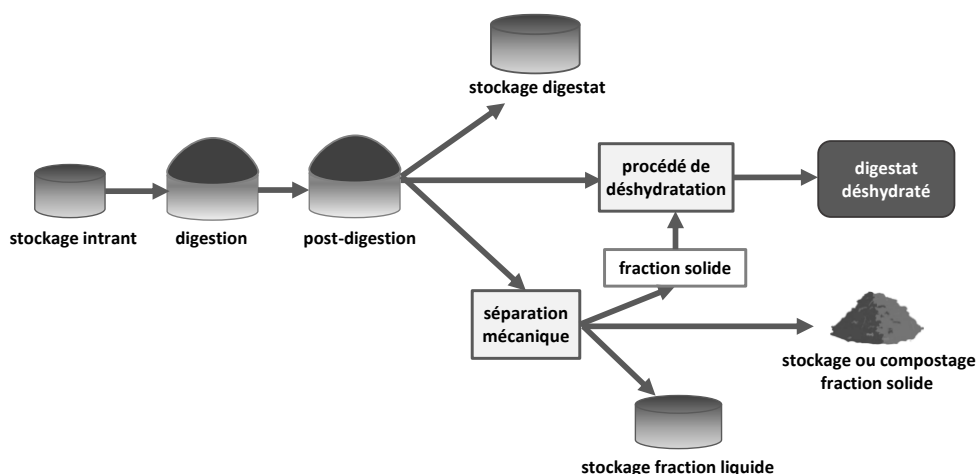 stockage digestat
procédé de
déshydratation
digestat
déshydraté
stockage intrant
digestion
post-digestion
fraction solide
séparation
mécanique
stockage ou compostage
fraction solide
stockage fraction liquide